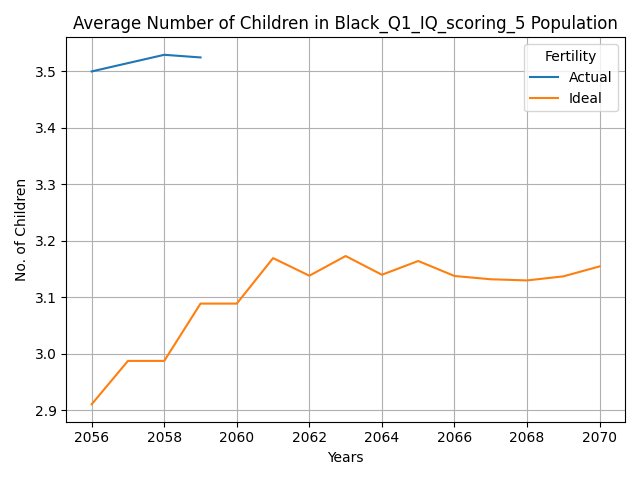 Average Number of Children in Black_Q1_IQ_scoring_5 Population
Fertility
Actual
Ideal
No. of Children
3.5
3.4
3.3
3.2
3.1
3.0
2.9
2056 2058 2060 2062 2064 2066 2068 2070
Years